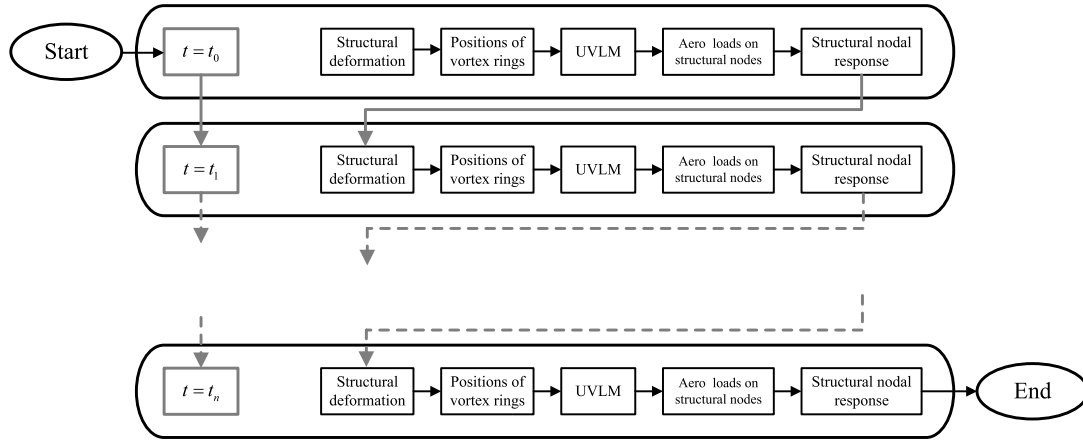 Start
t = t0
Structural
deformation
Positions of
vortex rings
UVLM
Aero loads on
structural nodes
Structural nodal
response
t = t1
Structural
deformation
Positions of
vortex rings
UVLM
Aero loads on
structural nodes
Structural nodal
response
t = tn
Structural
deformation
Positions of
vortex rings
UVLM
Aero loads on
structural nodes
Structural nodal
response
End